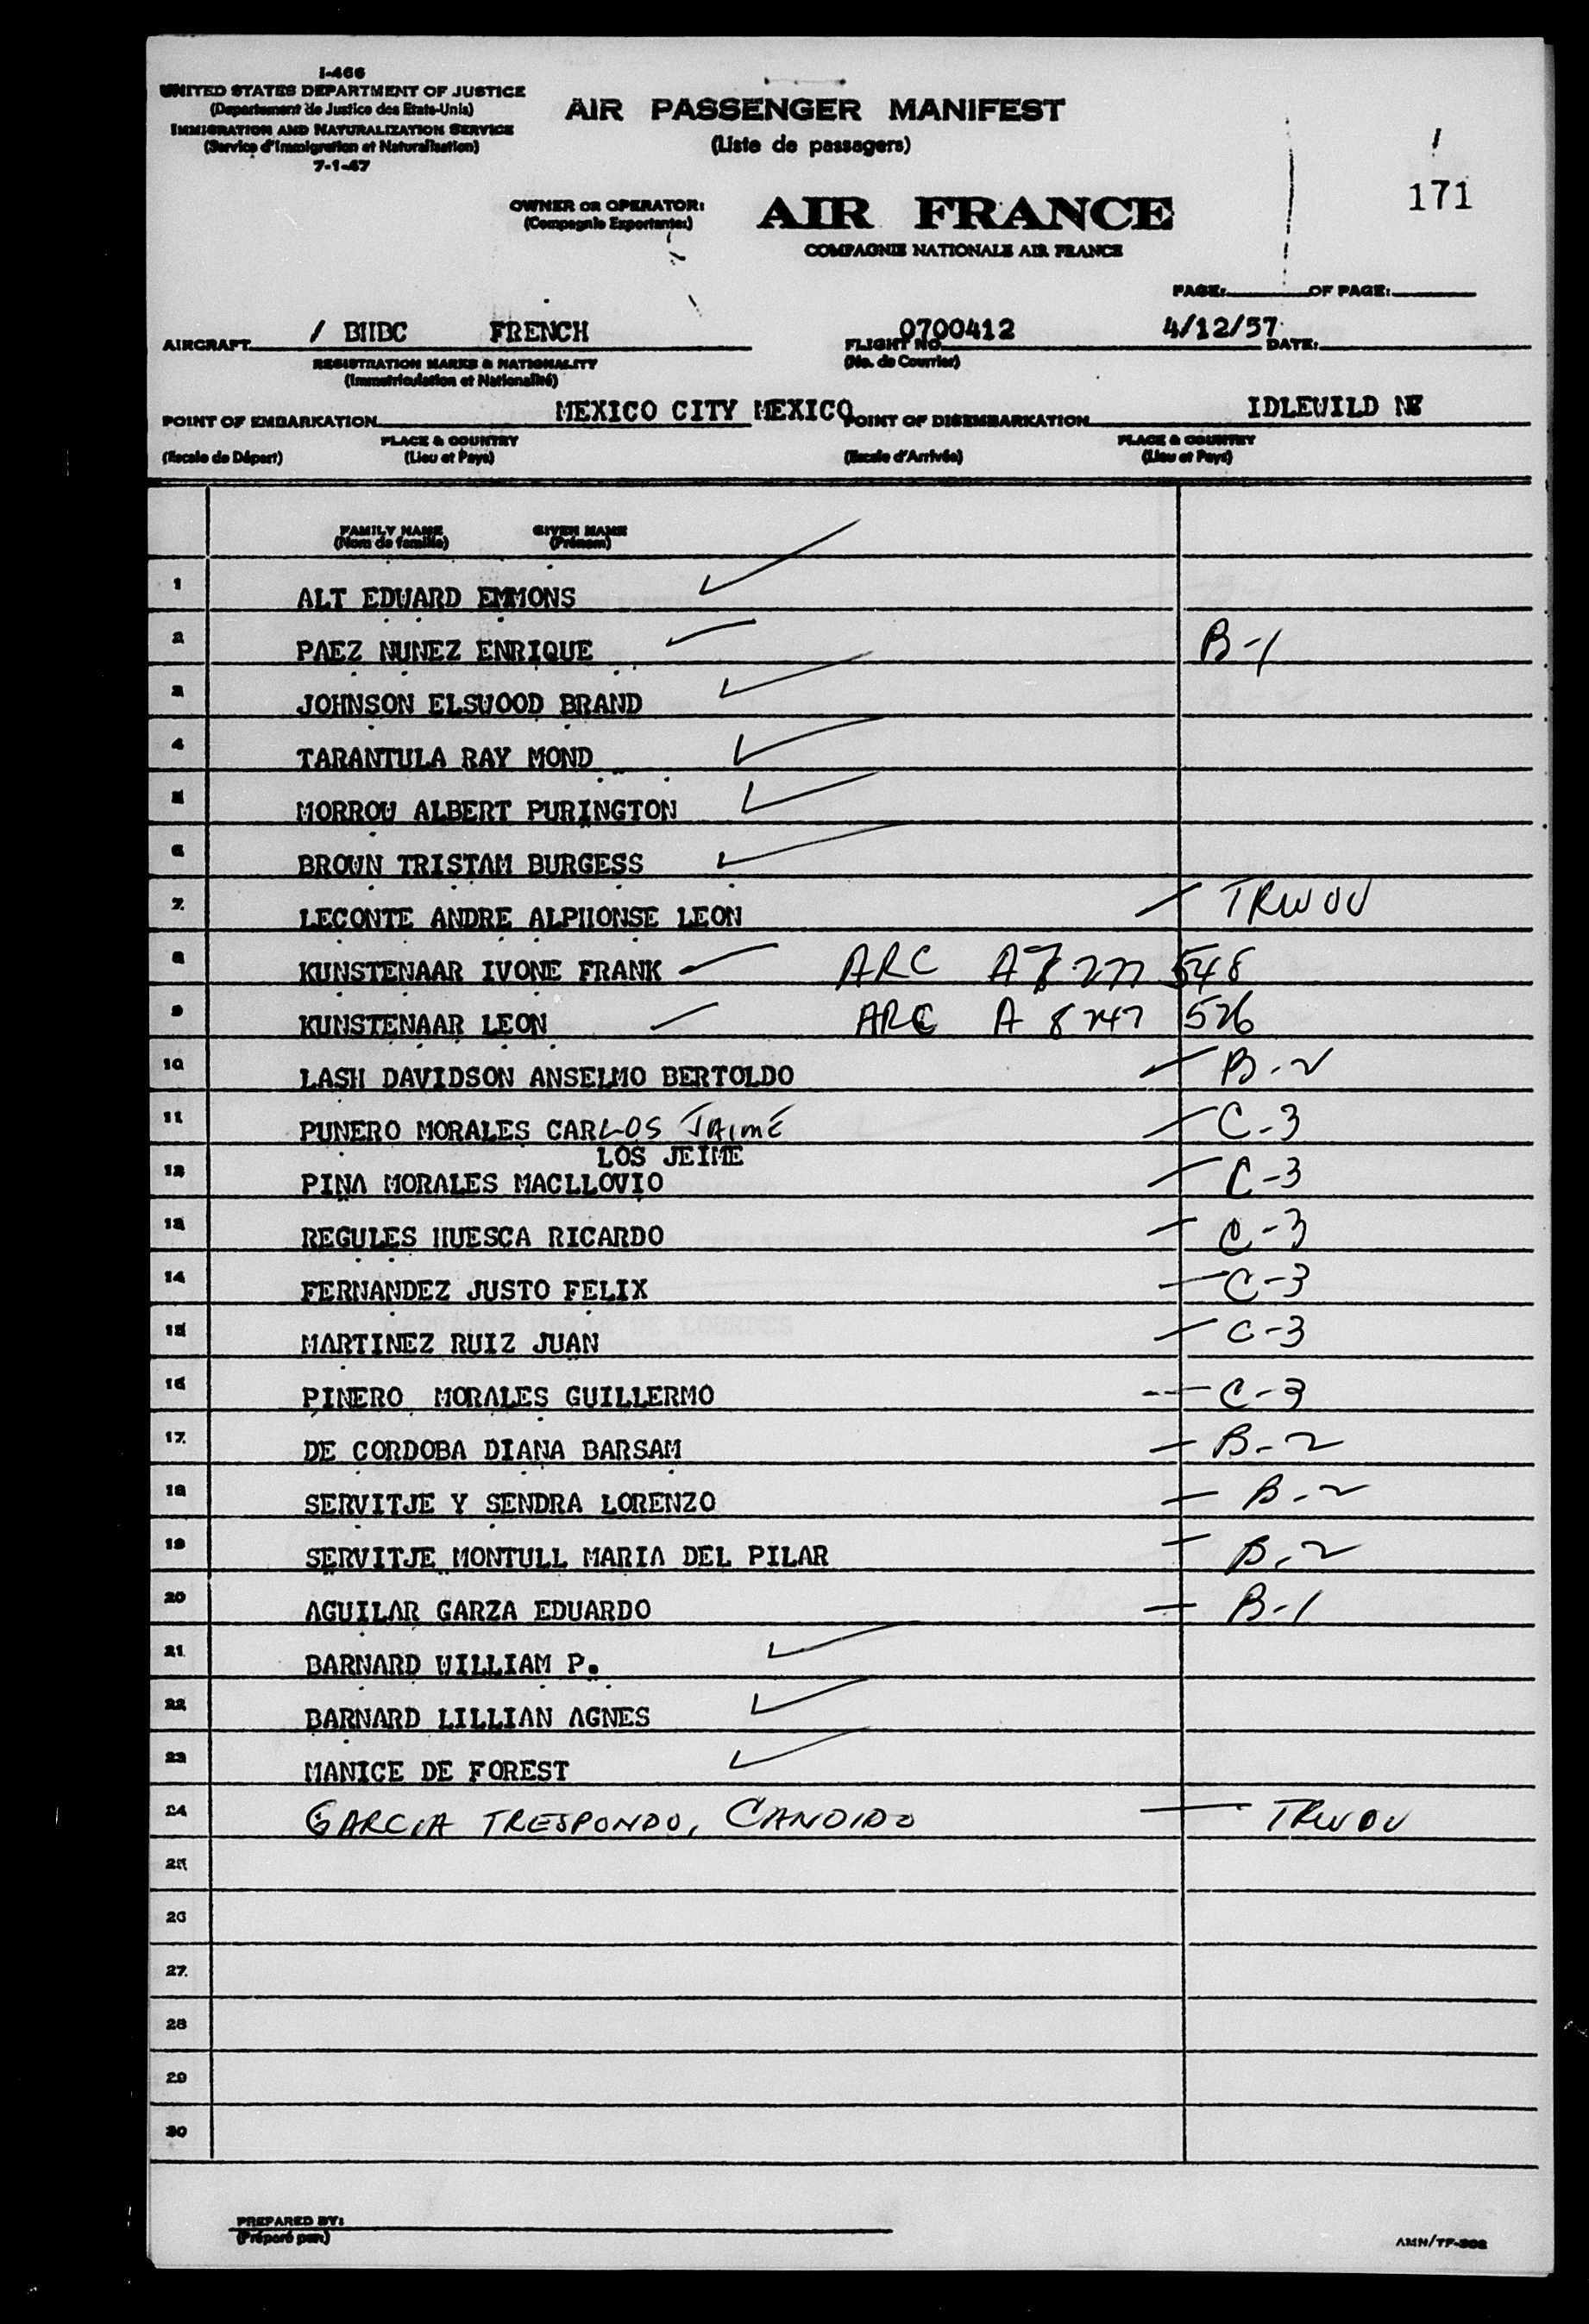 I-466
UNITED STATES DEPARTMENT OF JUSTICE
(Departement de Justice des Etats-Unis)
IMMIGRATION AND NATURALIZATION SERVICE
(Service d'Immigration et Naturalisation)
7-1-47
AIR PASSENGER MANIFEST
(Liste de passagers)
171
OWNER OR OPERATOR: AIR FRANCE
(Compagnie Exportante:)
COMPAGNIE NATIONALE AIR FRANCE
PAGE: OF PAGE:
AIRCRAFT / BHBC FRENCH FLIGHT NO. 0700412 4/12/57 DATE:
REGISTRATION MARKS & NATIONALITY (No. de Courrier)
(Immatriculation et Nationalité)
POINT OF EMBARKATION MEXICO CITY MEXICO POINT OF DISEMBARKATION IDLEWILD
PLACE & COUNTRY PLACE & COUNTRY
(Escale de Départ) (Lieu et Pays) (Escale d'Arrivée) (Lieu et Pays)
FAMILY NAME GIVEN NAME
(Nom de famille) (Prénom)
1 ALT EDWARD EMMONS
2 PAEZ NUNEZ ENRIQUE B-1
3 JOHNSON ELSWOOD BRAND
4 TARANTULA RAY MOND
5 MORROW ALBERT PURINGTON
6 BROWN TRISTAM BURGESS
7. LECONTE ANDRE ALPHONSE LEON TRWOV
8 KUNSTENAAR IVONE FRANK ARC
9 KUNSTENAAR LEON ARC A 8 747 526
10 LASH DAVIDSON ANSELMO BERTOLDO B-2
11 PUNERO MORALES CARLOS JAIME C-3
LOS JEIME
12 PINA MORALES MACLLOVIO C-3
13 REGULES HUESCA RICARDO C-3
14 FERNANDEZ JUSTO FELIX C-3
15 MARTINEZ RUIZ JUAN C-3
16 PINERO MORALES GUILLERMO C-3
17. DE CORDOBA DIANA BARSAM B-2
18 SERVITJE Y SENDRA LORENZO B-2
19 SERVITJE MONTULL MARIA DEL PILAR B-2
20 AGUILAR GARZA EDUARDO B-1
21. BARNARD WILLIAM P.
22 BARNARD LILLIAN AGNES
23 MANICE DE FOREST
24 GARCIA TRESPONDO, CANDIDO TRWOV
25
26
27.
28
29
30
PREPARED BY:
(Préparé par:)